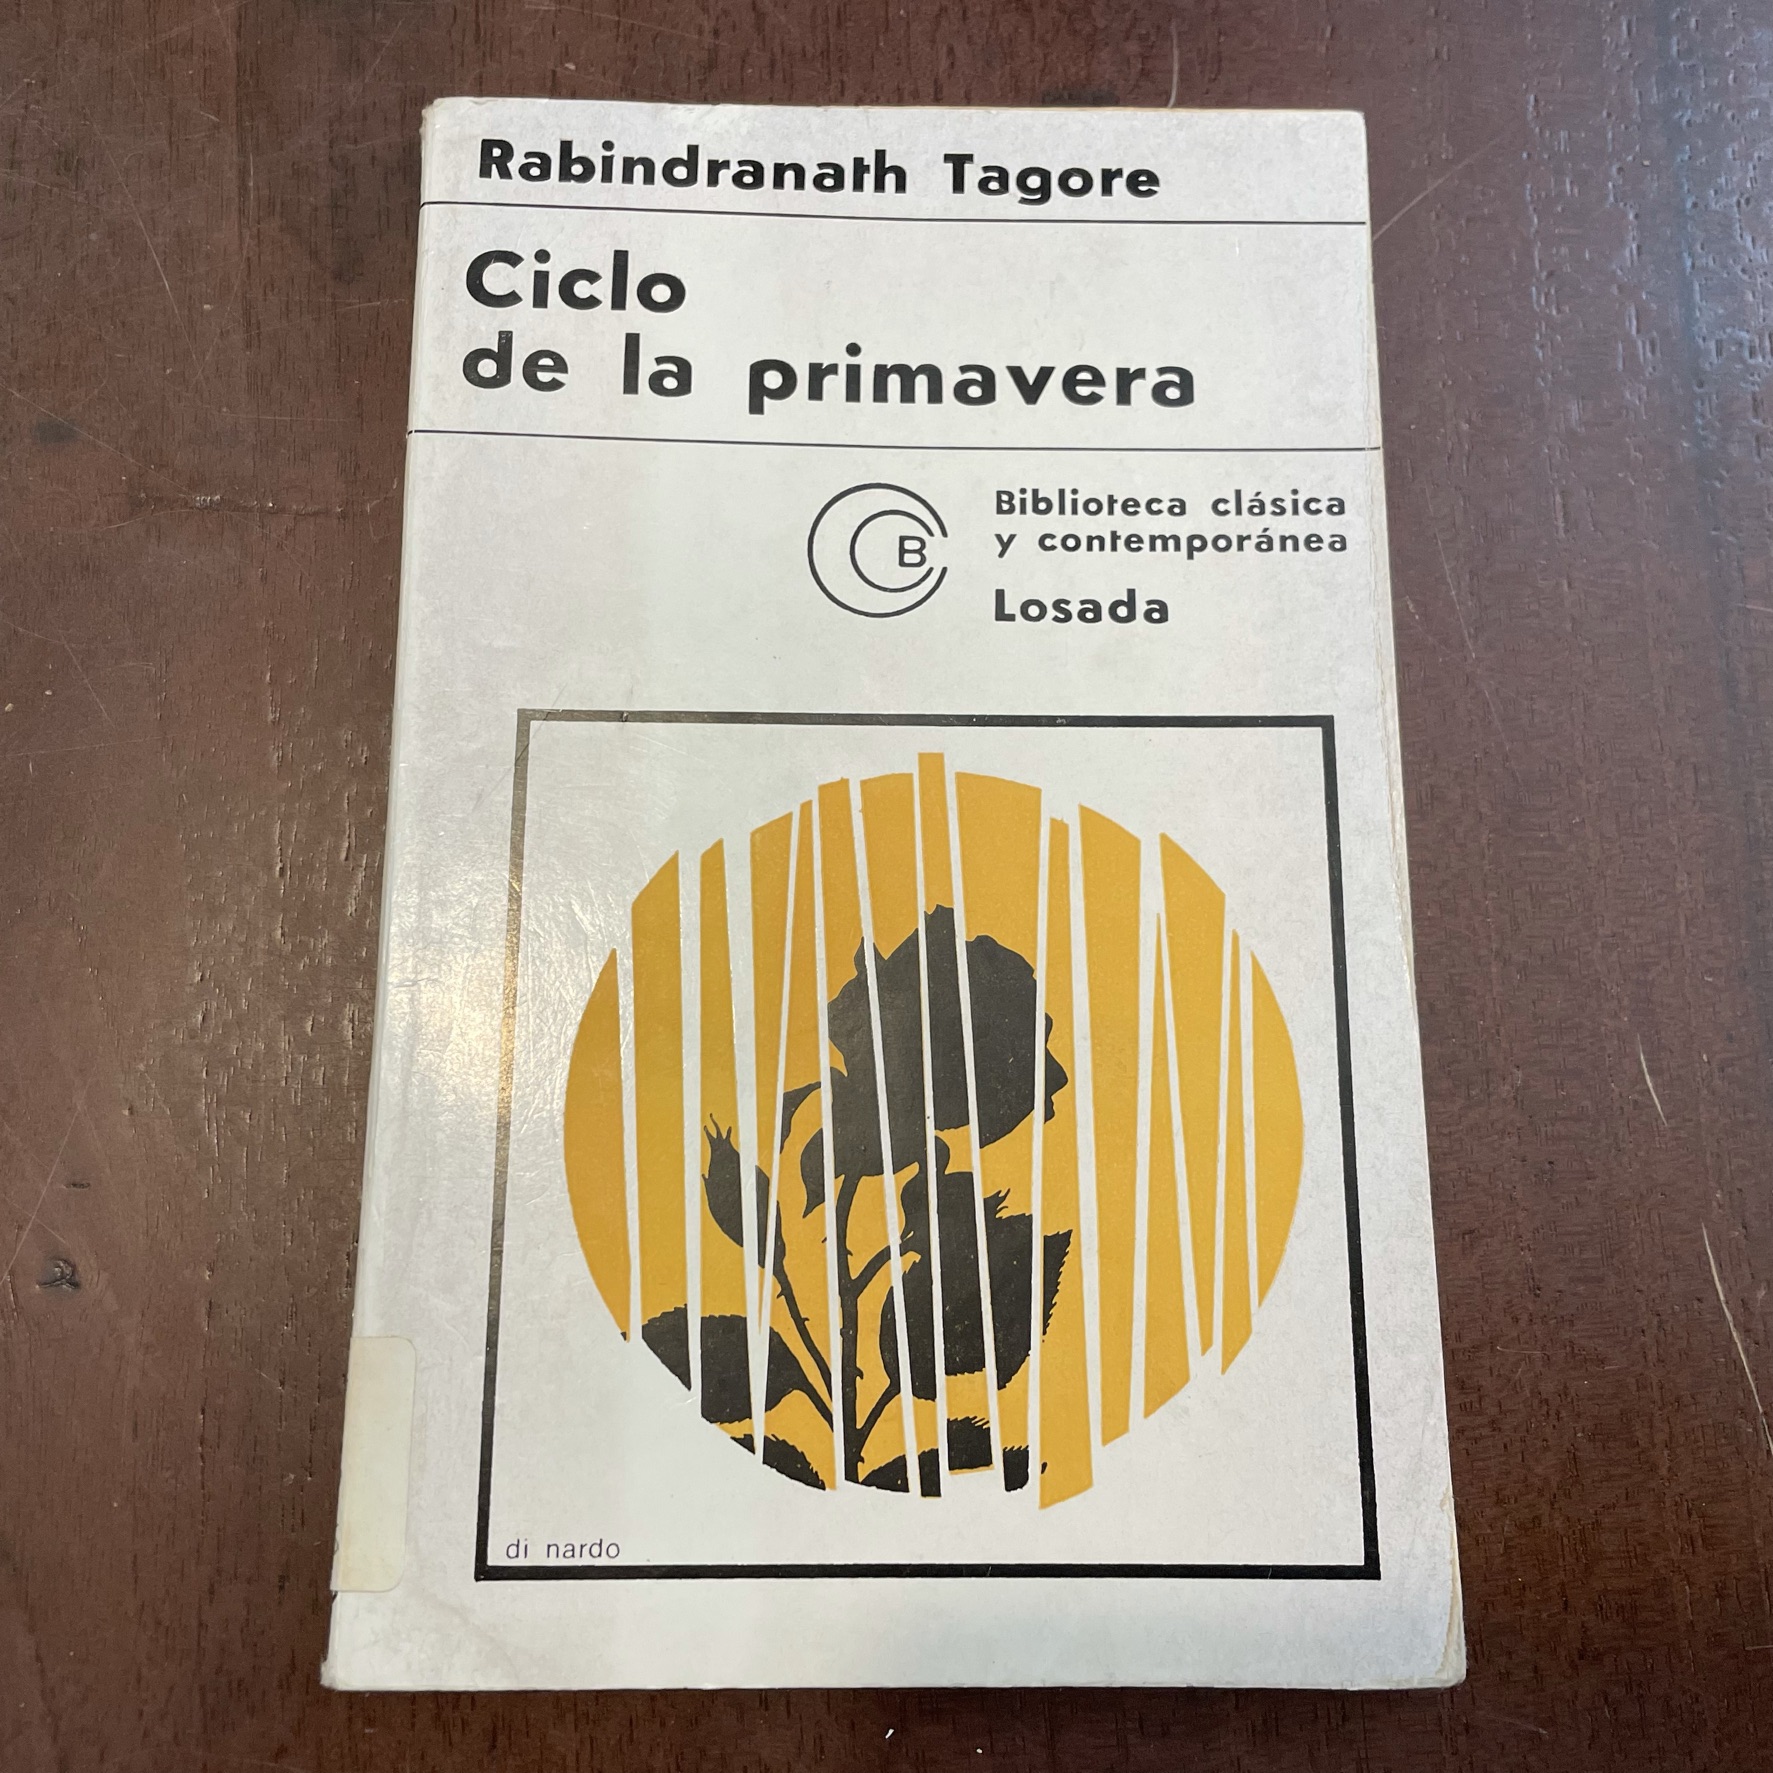 Rabindranath Tagore
Ciclo
de la primavera
B
Biblioteca clásica
y contemporánea
Losada
di nardo